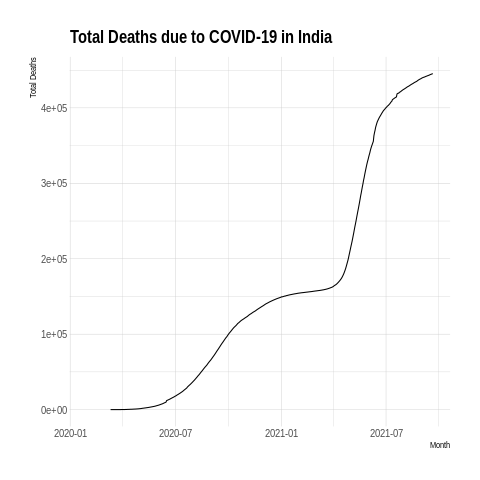 Total Deaths due to COVID-19 in India
Total Deaths
4e+05
3e+05
2e+05
1e+05
0e+00
2020-01 2020-07 2021-01 2021-07
Month